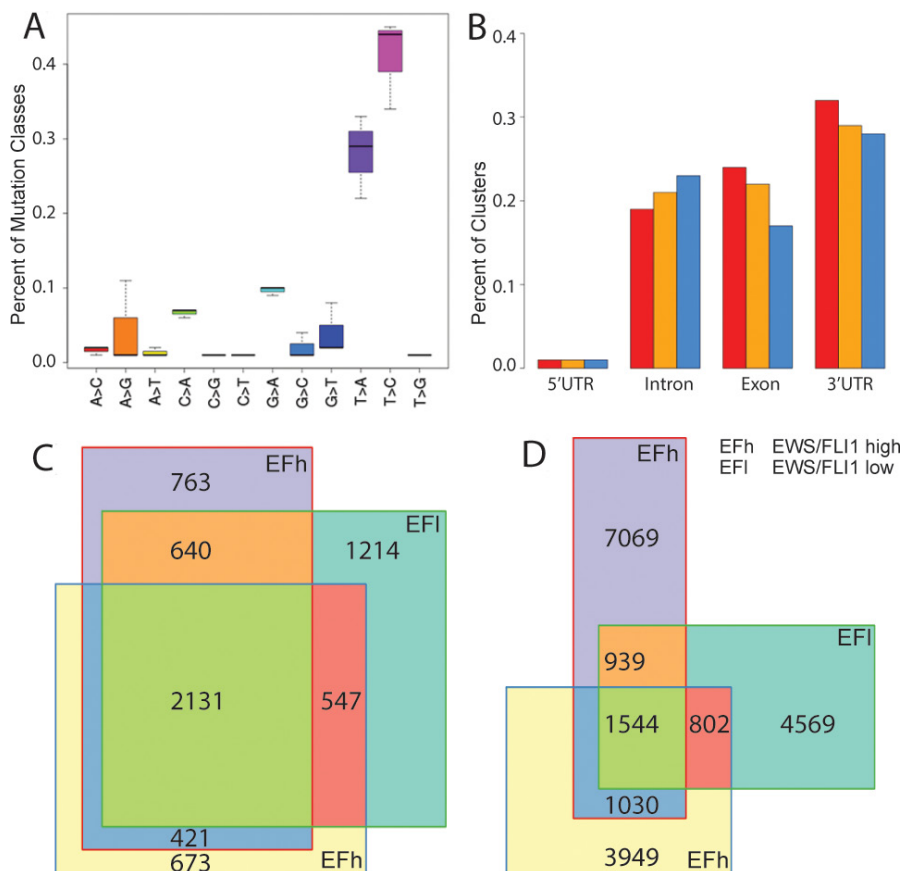 A
Percent of Mutation Classes
0.4
0.3
0.2
0.1
0.0
A>C
A>G
A>T
C>A
C>G
C>T
G>A
G>C
G>T
T>A
T>C
T>G
B
Percent of Clusters
0.4
0.3
0.2
0.1
0.0
5'UTR
Intron
Exon
3'UTR
C
EFh
763
EFl
640
1214
2131
547
421
673
EFh
D
EFh EWS/FLI1 high
EFl EWS/FLI1 low
EFh
7069
EFl
939
1544
802
4569
1030
3949
EFh